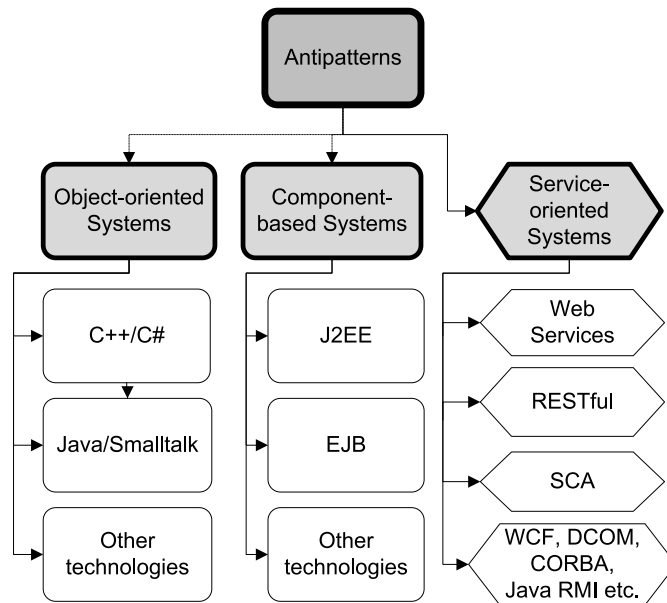 Antipatterns
Object-oriented
Systems
Component-
based Systems
Service-
oriented
Systems
C++/C#
Java/Smalltalk
Other
technologies
J2EE
EJB
Other
technologies
Web
Services
RESTful
SCA
WCF, DCOM,
CORBA,
Java RMI etc.